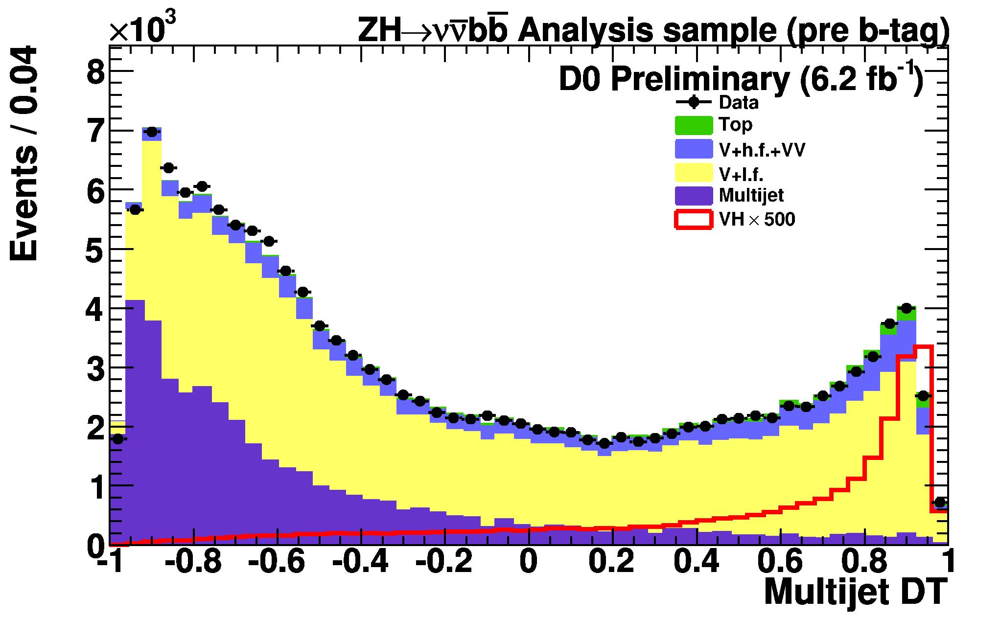 ×10³
ZH→νν̅bb̅ Analysis sample (pre b-tag)
Events / 0.04
D0 Preliminary (6.2 fb⁻¹)
Data
Top
V+h.f.+VV
V+l.f.
Multijet
VH × 500
8
7
6
5
4
3
2
1
0
-1 -0.8 -0.6 -0.4 -0.2 0 0.2 0.4 0.6 0.8 1
Multijet DT